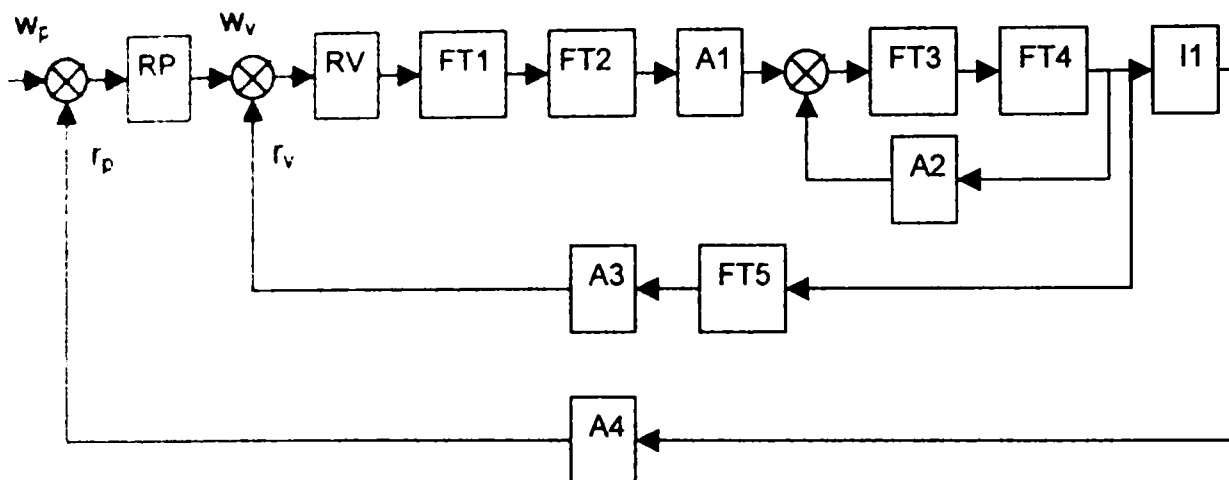 wₚ
wᵥ
RP
RV
FT1
FT2
A1
FT3
FT4
I1
rₚ
rᵥ
A2
A3
FT5
A4